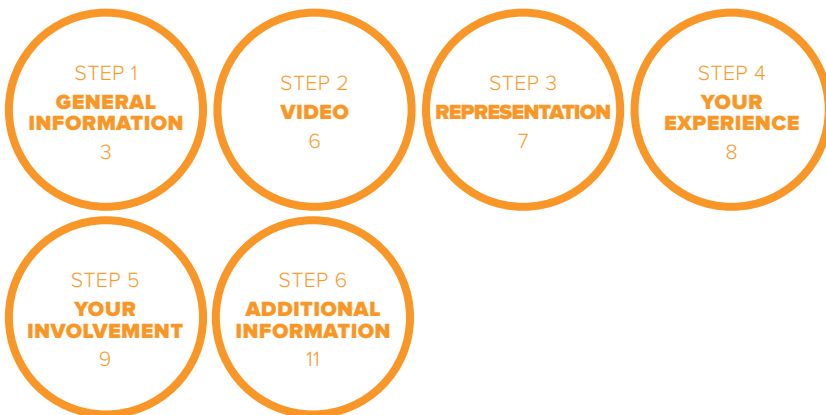 STEP 1
GENERAL
INFORMATION
3
STEP 2
VIDEO
6
STEP 3
REPRESENTATION
7
STEP 4
YOUR
EXPERIENCE
8
STEP 5
YOUR
INVOLVEMENT
9
STEP 6
ADDITIONAL
INFORMATION
11